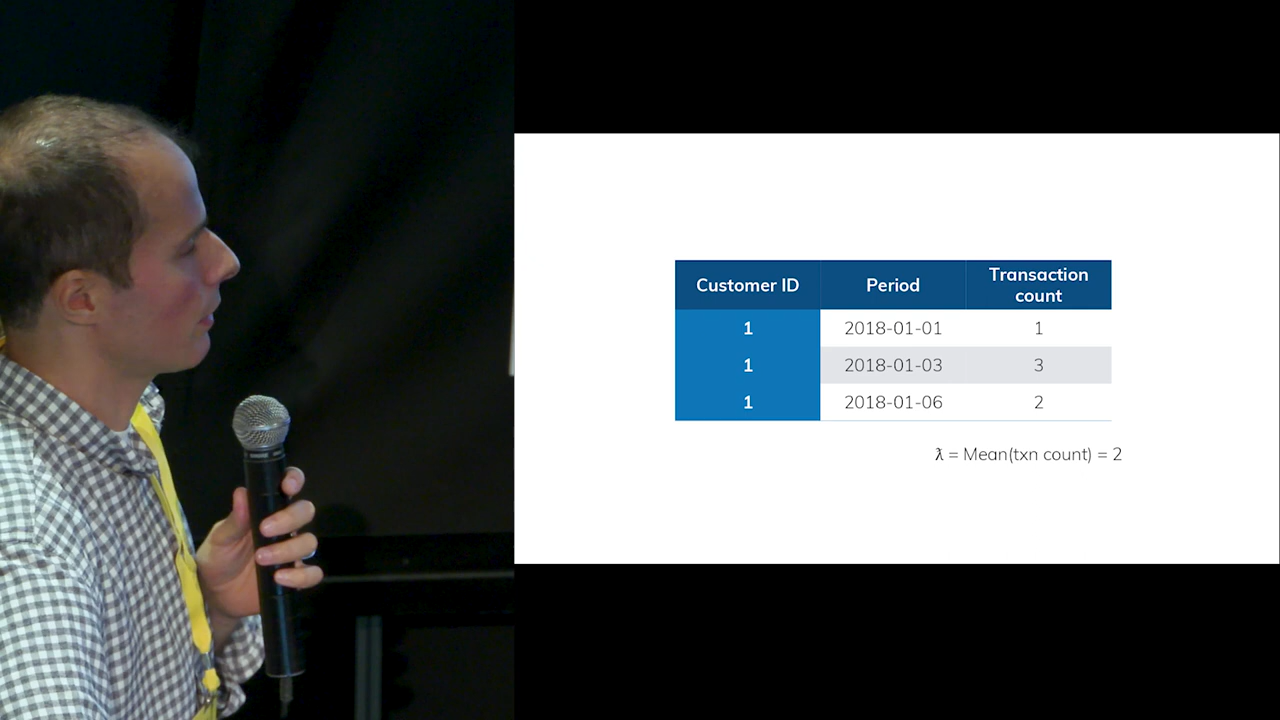 Customer ID Period Transaction count
1 2018-01-01 1
1 2018-01-03 3
1 2018-01-06 2
λ = Mean(txn count) = 2